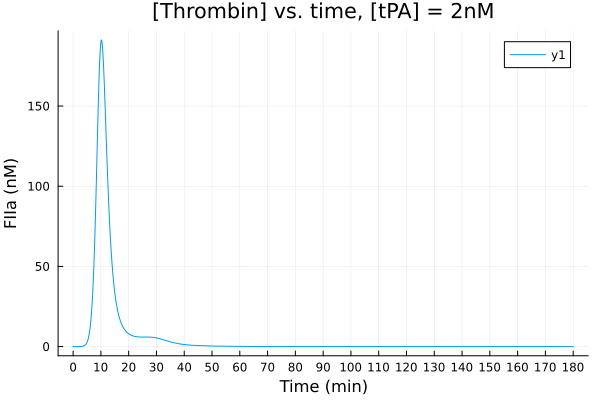 [Thrombin] vs. time, [tPA] = 2nM
y1
150
100
50
0
FIIa (nM)
0 10 20 30 40 50 60 70 80 90 100 110 120 130 140 150 160 170 180
Time (min)